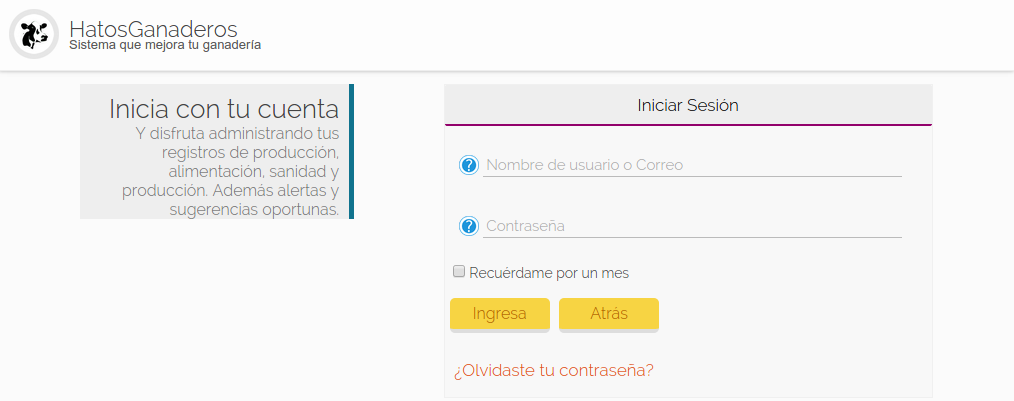 HatosGanaderos
Sistema que mejora tu ganadería
Inicia con tu cuenta
Y disfruta administrando tus
registros de producción,
alimentación, sanidad y
producción. Además alertas y
sugerencias oportunas.
Iniciar Sesión
? Nombre de usuario o Correo
? Contraseña
Recuérdame por un mes
Ingresa Atrás
¿Olvidaste tu contraseña?